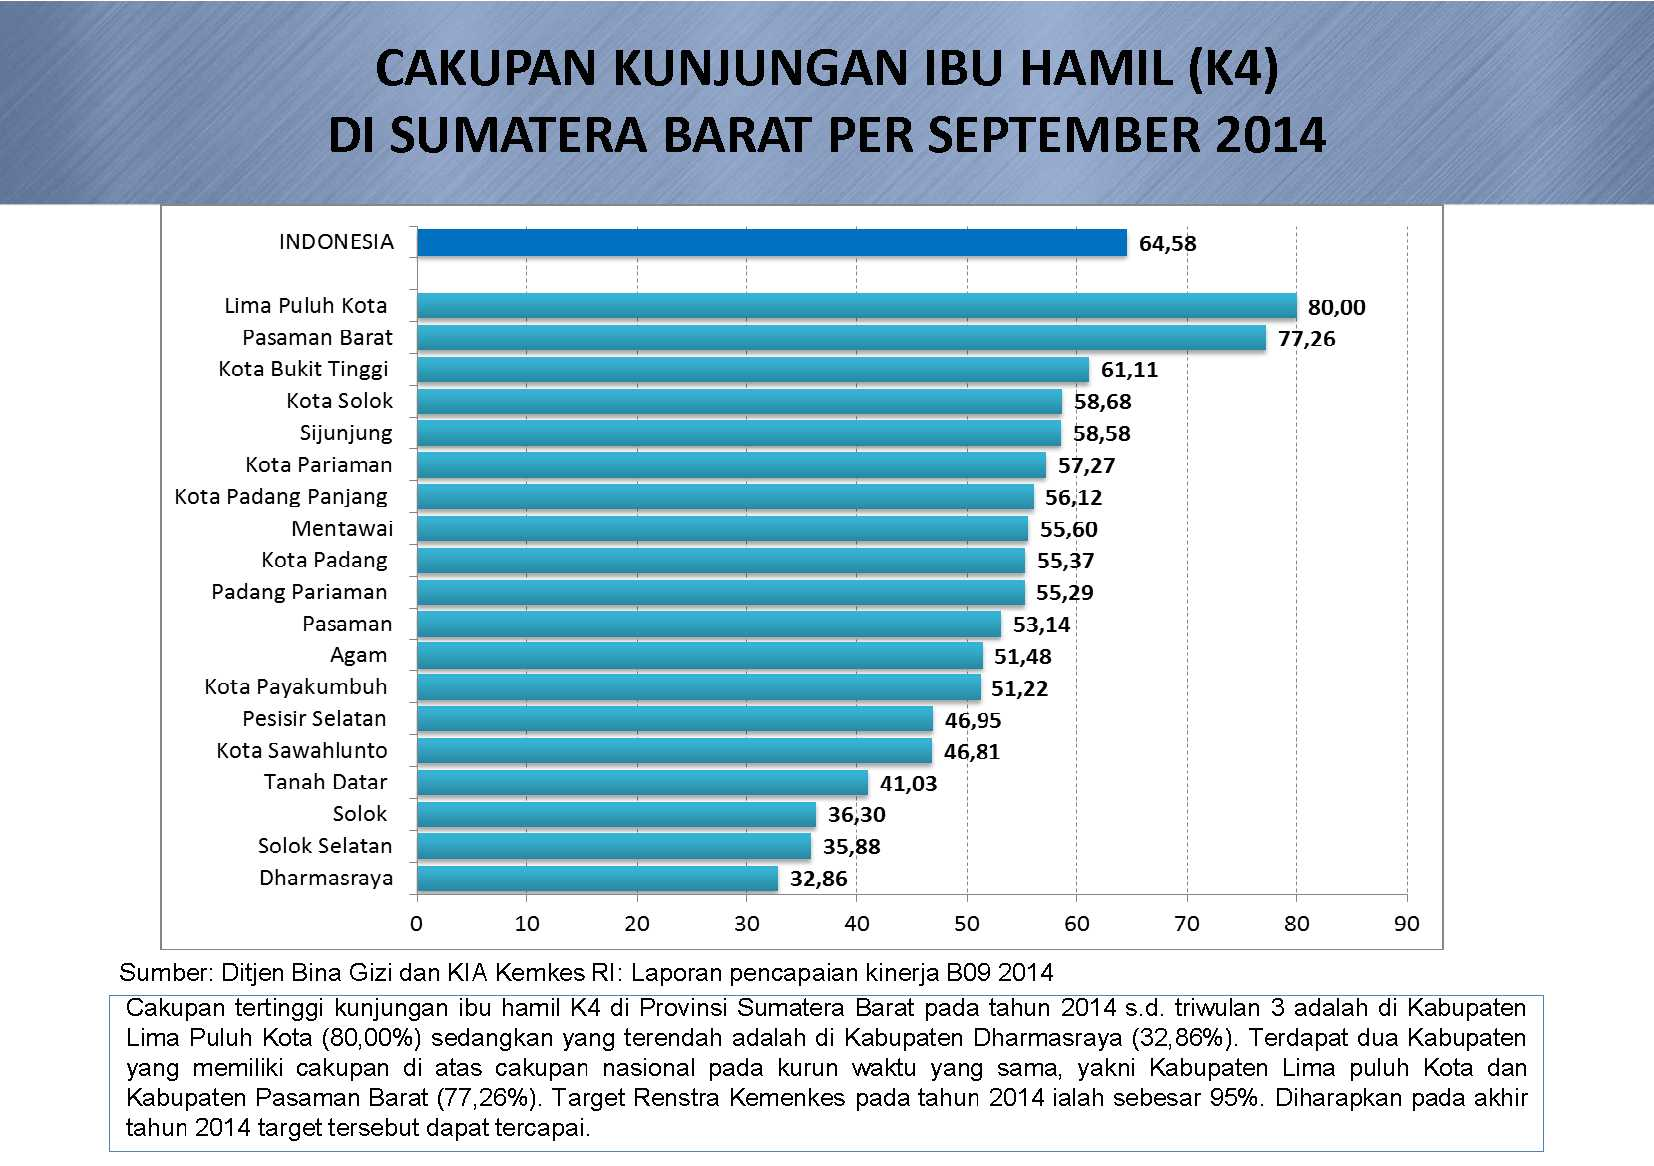 CAKUPAN KUNJUNGAN IBU HAMIL (K4)
DI SUMATERA BARAT PER SEPTEMBER 2014
INDONESIA 64,58
Lima Puluh Kota 80,00
Pasaman Barat 77,26
Kota Bukit Tinggi 61,11
Kota Solok 58,68
Sijunjung 58,58
Kota Pariaman 57,27
Kota Padang Panjang 56,12
Mentawai 55,60
Kota Padang 55,37
Padang Pariaman 55,29
Pasaman 53,14
Agam 51,48
Kota Payakumbuh 51,22
Pesisir Selatan 46,95
Kota Sawahlunto 46,81
Tanah Datar 41,03
Solok 36,30
Solok Selatan 35,88
Dharmasraya 32,86
0 10 20 30 40 50 60 70 80 90
Sumber: Ditjen Bina Gizi dan KIA Kemkes RI: Laporan pencapaian kinerja B09 2014
Cakupan tertinggi kunjungan ibu hamil K4 di Provinsi Sumatera Barat pada tahun 2014 s.d. triwulan 3 adalah di Kabupaten
Lima Puluh Kota (80,00%) sedangkan yang terendah adalah di Kabupaten Dharmasraya (32,86%). Terdapat dua Kabupaten
yang memiliki cakupan di atas cakupan nasional pada kurun waktu yang sama, yakni Kabupaten Lima puluh Kota dan
Kabupaten Pasaman Barat (77,26%). Target Renstra Kemenkes pada tahun 2014 ialah sebesar 95%. Diharapkan pada akhir
tahun 2014 target tersebut dapat tercapai.